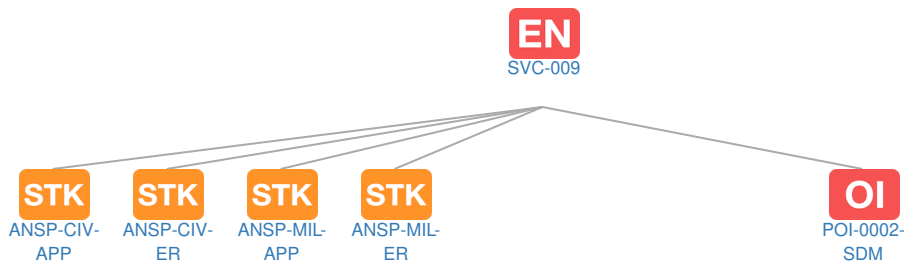 EN
SVC-009
STK STK STK STK OI
ANSP-CIV- ANSP-CIV- ANSP-MIL- ANSP-MIL- POI-0002-
APP ER APP ER SDM